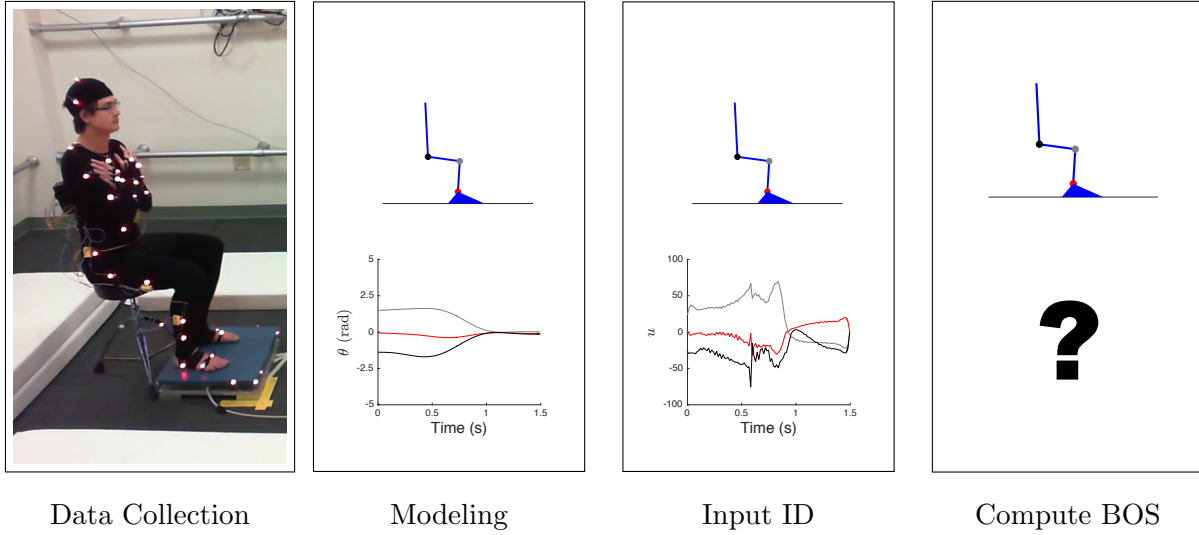 5
2.5
0
-2.5
-5
θ (rad)
0 0.5 1 1.5
Time (s)
100
50
0
-50
-100
u
0 0.5 1 1.5
Time (s)
?
Data Collection Modeling Input ID Compute BOS